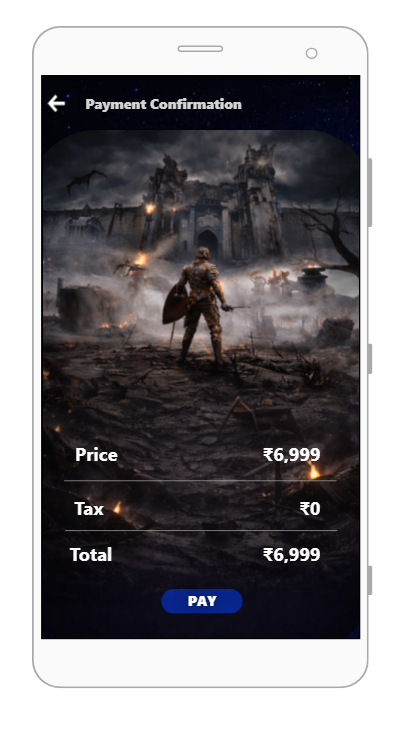 Payment Confirmation
Price ₹6,999
Tax ₹0
Total ₹6,999
PAY